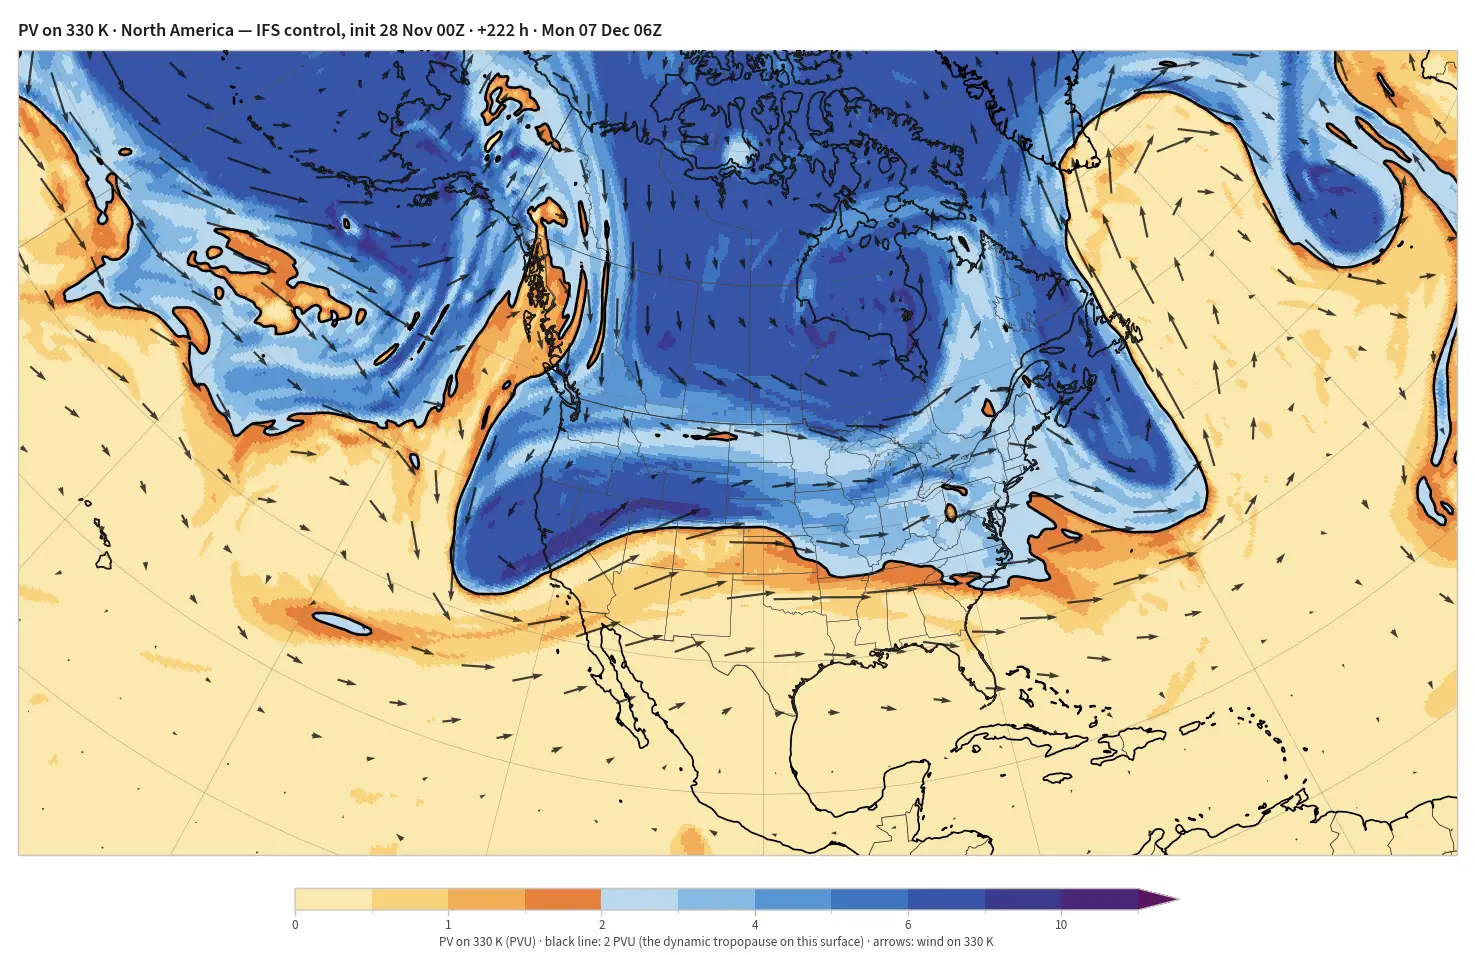 PV on 330 K · North America — IFS control, init 28 Nov 00Z · +222 h · Mon 07 Dec 06Z
0 1 2 4 6 10
PV on 330 K (PVU) · black line: 2 PVU (the dynamic tropopause on this surface) · arrows: wind on 330 K